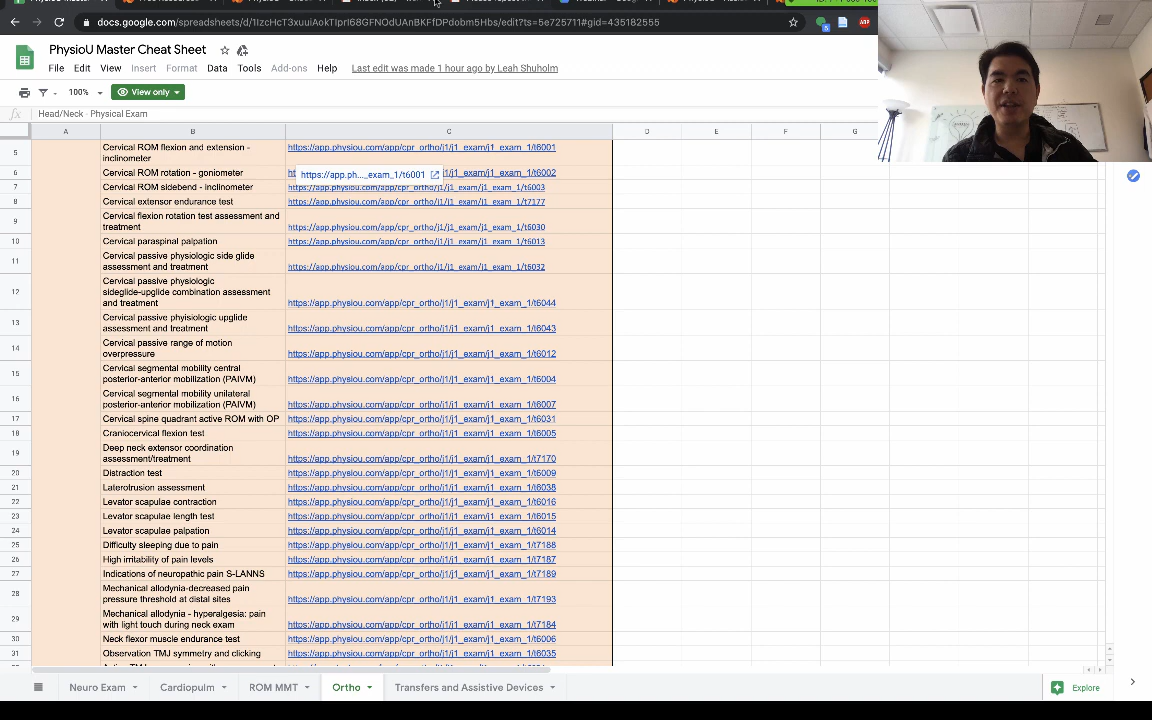 docs.google.com/spreadsheets/d/1IzcHcT3xuuiAokTIprI68GFNOdUAnBKFfDPdobm5Hbs/edit?ts=5e725711#gid=435182555
PhysioU Master Cheat Sheet
File Edit View Insert Format Data Tools Add-ons Help Last edit was made 1 hour ago by Leah Shuholm
100% View only
fx Head/Neck - Physical Exam
A B C D E F G
5 Cervical ROM flexion and extension - https://app.physiou.com/app/cpr_ortho/j1/j1_exam/j1_exam_1/t6001
inclinometer
6 Cervical ROM rotation - goniometer j1_exam_1/t6002
https://app.ph..._exam_1/t6001
7 Cervical ROM sidebend - inclinometer https://app.physiou.com/app/cpr_ortho/j1/j1_exam/j1_exam_1/t6003
8 Cervical extensor endurance test https://app.physiou.com/app/cpr_ortho/j1/j1_exam/j1_exam_1/t7177
Cervical flexion rotation test assessment and
9 treatment https://app.physiou.com/app/cpr_ortho/j1/j1_exam/j1_exam_1/t6030
10 Cervical paraspinal palpation https://app.physiou.com/app/cpr_ortho/j1/j1_exam/j1_exam_1/t6013
Cervical passive physiologic side glide
11 assessment and treatment https://app.physiou.com/app/cpr_ortho/j1/j1_exam/j1_exam_1/t6032
Cervical passive physiologic
12 sideglide-upglide combination assessment
and treatment https://app.physiou.com/app/cpr_ortho/j1/j1_exam/j1_exam_1/t6044
Cervical passive phyisiologic upglide
13 assessment and treatment https://app.physiou.com/app/cpr_ortho/j1/j1_exam/j1_exam_1/t6043
Cervical passive range of motion
14 overpressure https://app.physiou.com/app/cpr_ortho/j1/j1_exam/j1_exam_1/t6012
Cervical segmental mobility central
15 posterior-anterior mobilization (PAIVM) https://app.physiou.com/app/cpr_ortho/j1/j1_exam/j1_exam_1/t6004
Cervical segmental mobility unilateral
16 posterior-anterior mobilization (PAIVM) https://app.physiou.com/app/cpr_ortho/j1/j1_exam/j1_exam_1/t6007
17 Cervical spine quadrant active ROM with OP https://app.physiou.com/app/cpr_ortho/j1/j1_exam/j1_exam_1/t6031
18 Craniocervical flexion test https://app.physiou.com/app/cpr_ortho/j1/j1_exam/j1_exam_1/t6005
Deep neck extensor coordination
19 assessment/treatment https://app.physiou.com/app/cpr_ortho/j1/j1_exam/j1_exam_1/t7170
20 Distraction test https://app.physiou.com/app/cpr_ortho/j1/j1_exam/j1_exam_1/t6009
21 Laterotrusion assessment https://app.physiou.com/app/cpr_ortho/j1/j1_exam/j1_exam_1/t6038
22 Levator scapulae contraction https://app.physiou.com/app/cpr_ortho/j1/j1_exam/j1_exam_1/t6016
23 Levator scapulae length test https://app.physiou.com/app/cpr_ortho/j1/j1_exam/j1_exam_1/t6015
24 Levator scapulae palpation https://app.physiou.com/app/cpr_ortho/j1/j1_exam/j1_exam_1/t6014
25 Difficulty sleeping due to pain https://app.physiou.com/app/cpr_ortho/j1/j1_exam/j1_exam_1/t7188
26 High irritability of pain levels https://app.physiou.com/app/cpr_ortho/j1/j1_exam/j1_exam_1/t7187
27 Indications of neuropathic pain S-LANNS https://app.physiou.com/app/cpr_ortho/j1/j1_exam/j1_exam_1/t7189
Mechanical allodynia-decreased pain
28 pressure threshold at distal sites https://app.physiou.com/app/cpr_ortho/j1/j1_exam/j1_exam_1/t7193
Mechanical allodynia - hyperalgesia: pain
29 with light touch during neck exam https://app.physiou.com/app/cpr_ortho/j1/j1_exam/j1_exam_1/t7184
30 Neck flexor muscle endurance test https://app.physiou.com/app/cpr_ortho/j1/j1_exam/j1_exam_1/t6006
31 Observation TMJ symmetry and clicking https://app.physiou.com/app/cpr_ortho/j1/j1_exam/j1_exam_1/t6035
Neuro Exam Cardiopulm ROM MMT Ortho Transfers and Assistive Devices Explore